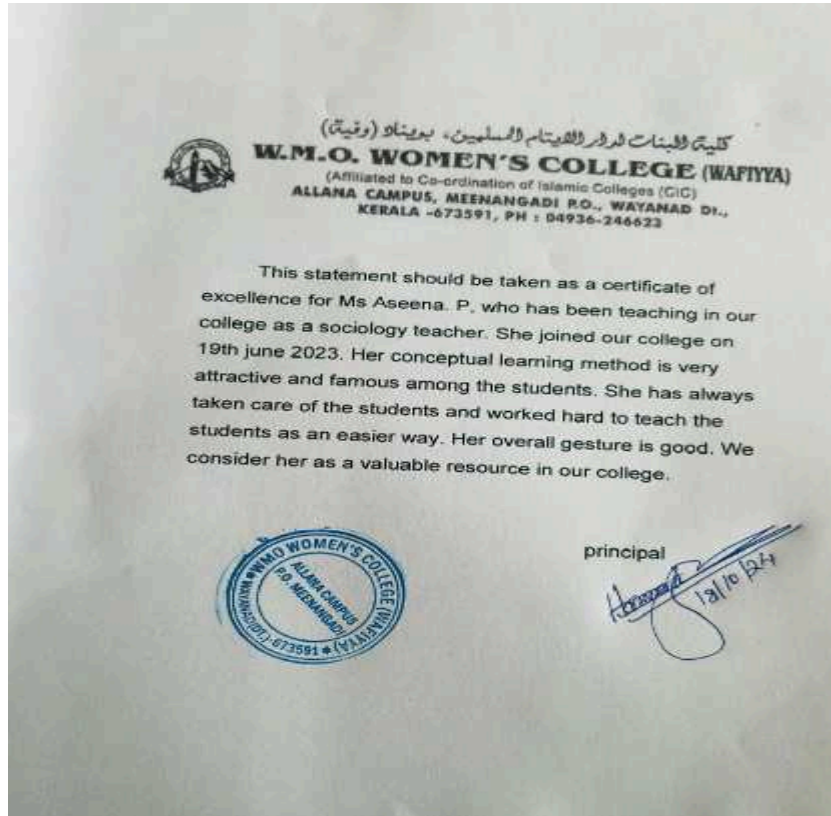 كلية البنات لدار الايتام المسلمين، بويناد (وفية)
W.M.O. WOMEN'S COLLEGE (WAFIYYA)
(Affiliated to Co-ordination of Islamic Colleges (CIC)
ALLANA CAMPUS, MEENANGADI P.O., WAYANAD Dt.,
KERALA -673591, PH : 04936-246623
This statement should be taken as a certificate of
excellence for Ms Aseena. P, who has been teaching in our
college as a sociology teacher. She joined our college on
19th june 2023. Her conceptual learning method is very
attractive and famous among the students. She has always
taken care of the students and worked hard to teach the
students as an easier way. Her overall gesture is good. We
consider her as a valuable resource in our college.
principal
18/10/24
WMO WOMEN'S COLLEGE (WAFIYYA)
WAYANAD(DT.)-673591
ALLANA CAMPUS
P.O. MEENANGADI